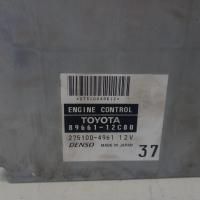 ENGINE CONTROL
TOYOTA
89661-12C80
275100-4961 12V
DENSO MADE IN JAPAN 37